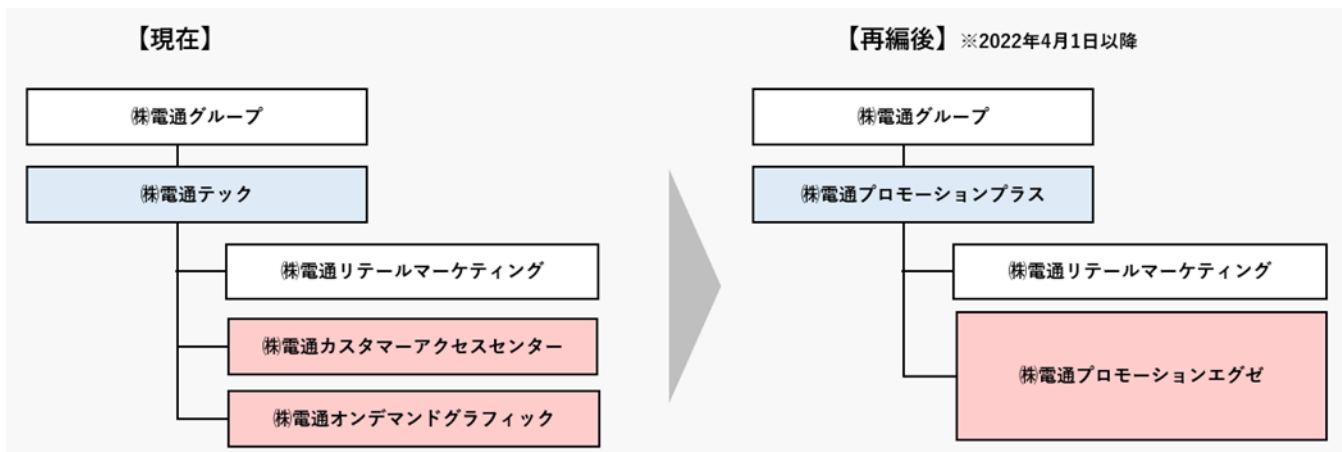 【現在】
㈱電通グループ
㈱電通テック
㈱電通リテールマーケティング
㈱電通カスタマーアクセスセンター
㈱電通オンデマンドグラフィック
【再編後】※2022年4月1日以降
㈱電通グループ
㈱電通プロモーションプラス
㈱電通リテールマーケティング
㈱電通プロモーションエグゼ